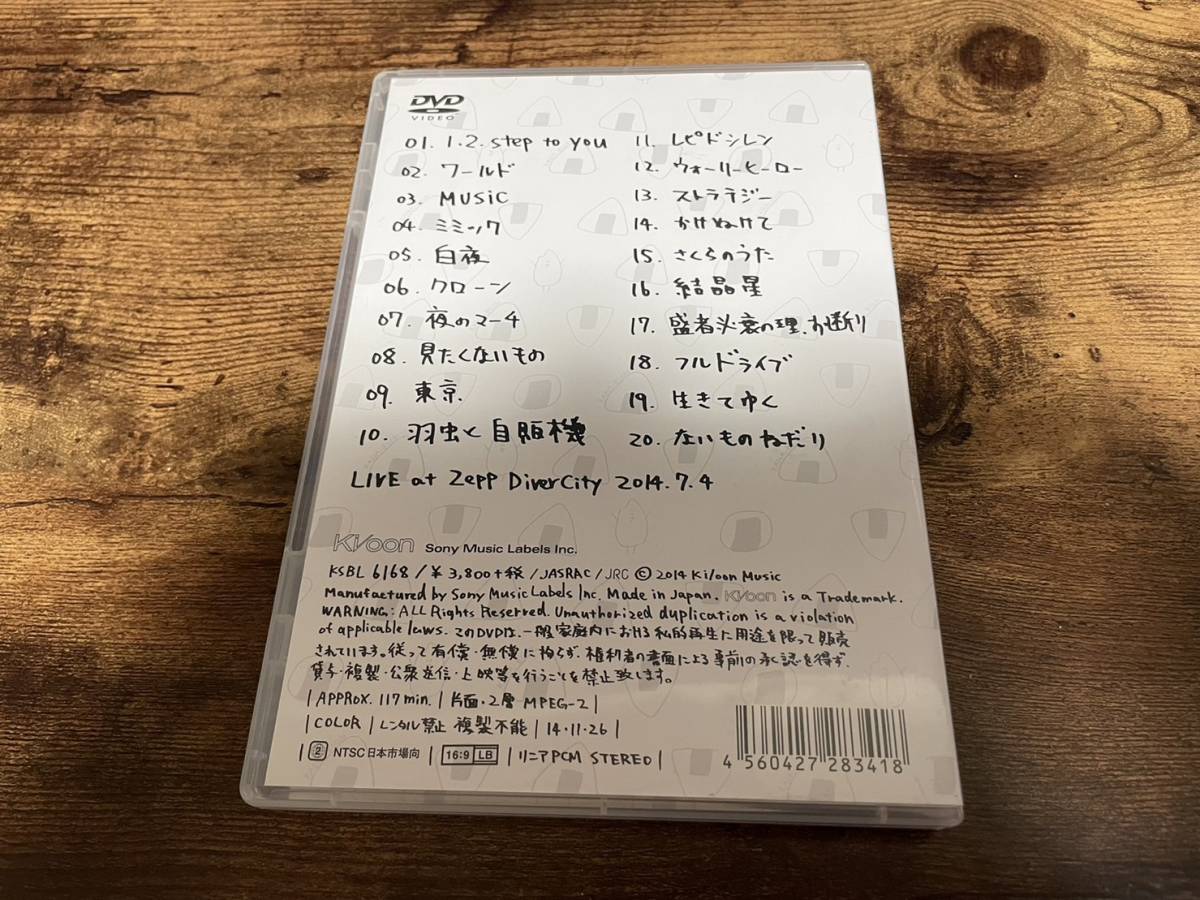 DVD
VIDEO
01. 1.2. step to you
02. ワールド
03. MUSiC
04. ミミック
05. 白夜
06. クローン
07. 夜のマーチ
08. 見たくないもの
09. 東京
10. 羽虫と自販機
11. レピドシレン
12. ウォーリーヒーロー
13. ストラテジー
14. かけぬけて
15. さくらのうた
16. 結晶星
17. 盛者必衰の理、お断り
18. フルドライブ
19. 生きてゆく
20. ないものねだり
LIVE at Zepp DiverCity 2014.7.4
Ki/oon Sony Music Labels Inc.
KSBL 6168 / ¥3,800+税 / JASRAC / JRC © 2014 Ki/oon Music
Manufactured by Sony Music Labels Inc. Made in Japan. Ki/oon is a Trademark.
WARNING: ALL Rights Reserved. Unauthorized duplication is a violation
of applicable laws. このDVDは、一般家庭内における私的再生に用途を限って販売
されています。従って有償・無償に拘らず、権利者の書面による事前の承認を得ず、
貸与・複製・公衆送信・上映等を行うことを禁止致します。
| APPROX. 117 min. | 片面・2層 MPEG-2 |
| COLOR | レンタル禁止 複製不能 | 14・11・26 |
| 2 NTSC 日本市場向 | 16:9 LB | リニアPCM STEREO |
4 560427 283418